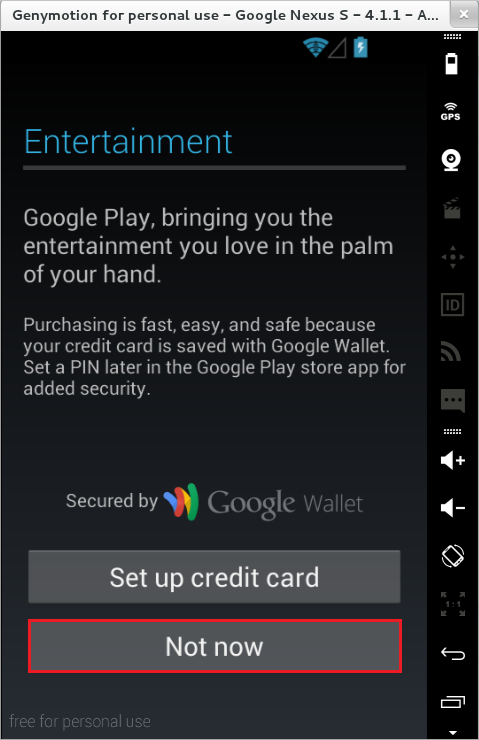 Genymotion for personal use – Google Nexus S – 4.1.1 – A...
GPS
Entertainment
Google Play, bringing you the
entertainment you love in the palm
of your hand.
ID
Purchasing is fast, easy, and safe because
your credit card is saved with Google Wallet.
Set a PIN later in the Google Play store app for
added security.
Secured by Google Wallet
Set up credit card
1:1
Not now
free for personal use